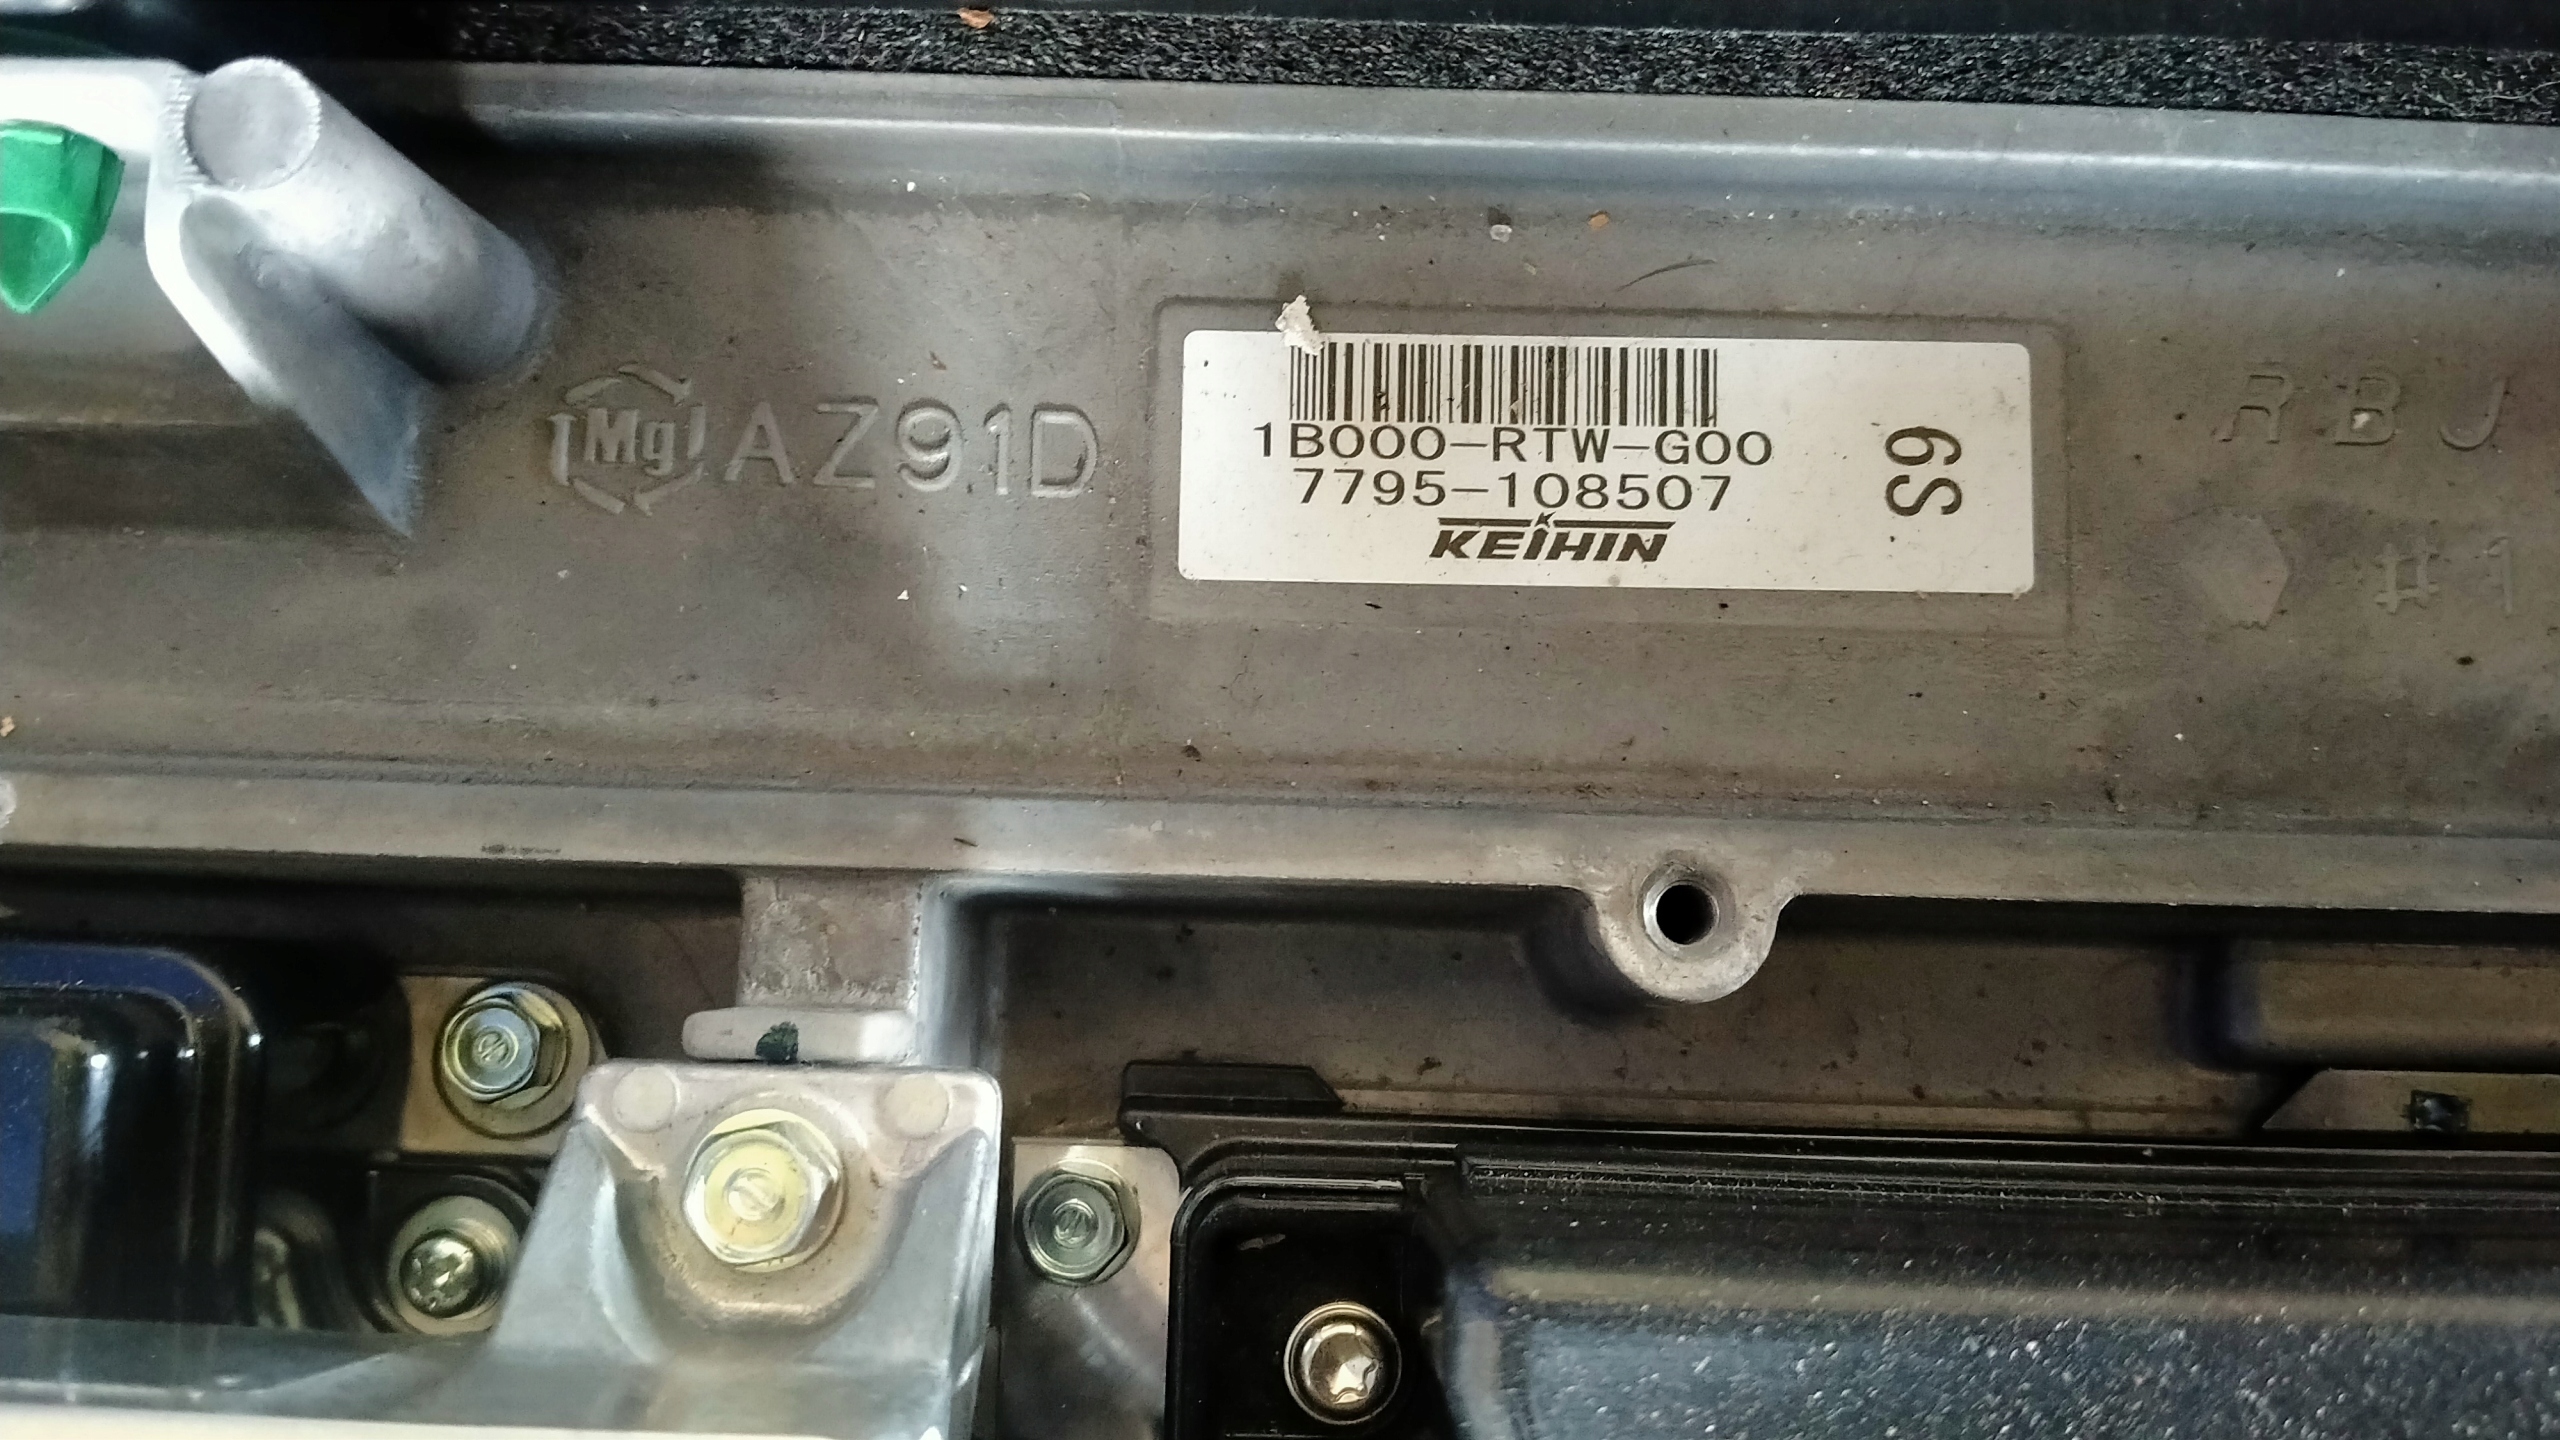 Mg AZ91D
1B000-RTW-G00
7795-108507
KEIHIN
S9
RBJ
#1